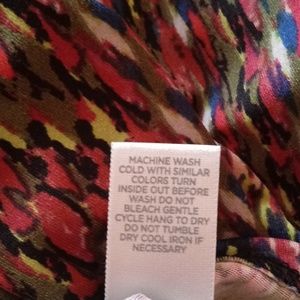 MACHINE WASH
COLD WITH SIMILAR
COLORS TURN
INSIDE OUT BEFORE
WASH DO NOT
BLEACH GENTLE
CYCLE HANG TO DRY
DO NOT TUMBLE
DRY COOL IRON IF
NECESSARY